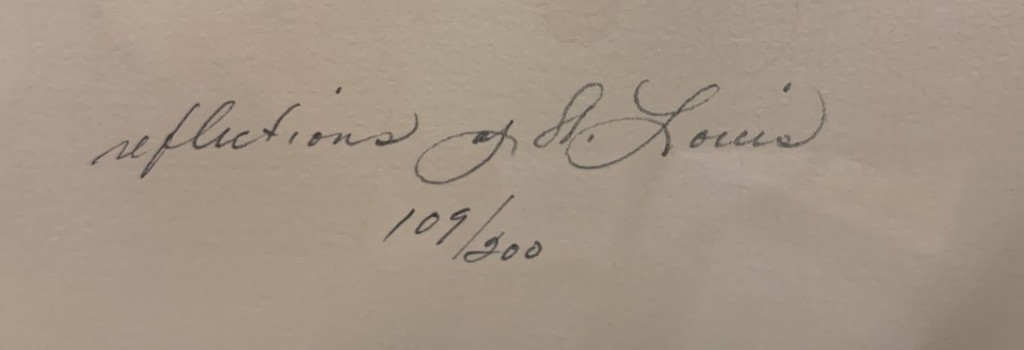 reflections of St. Louis
109/200